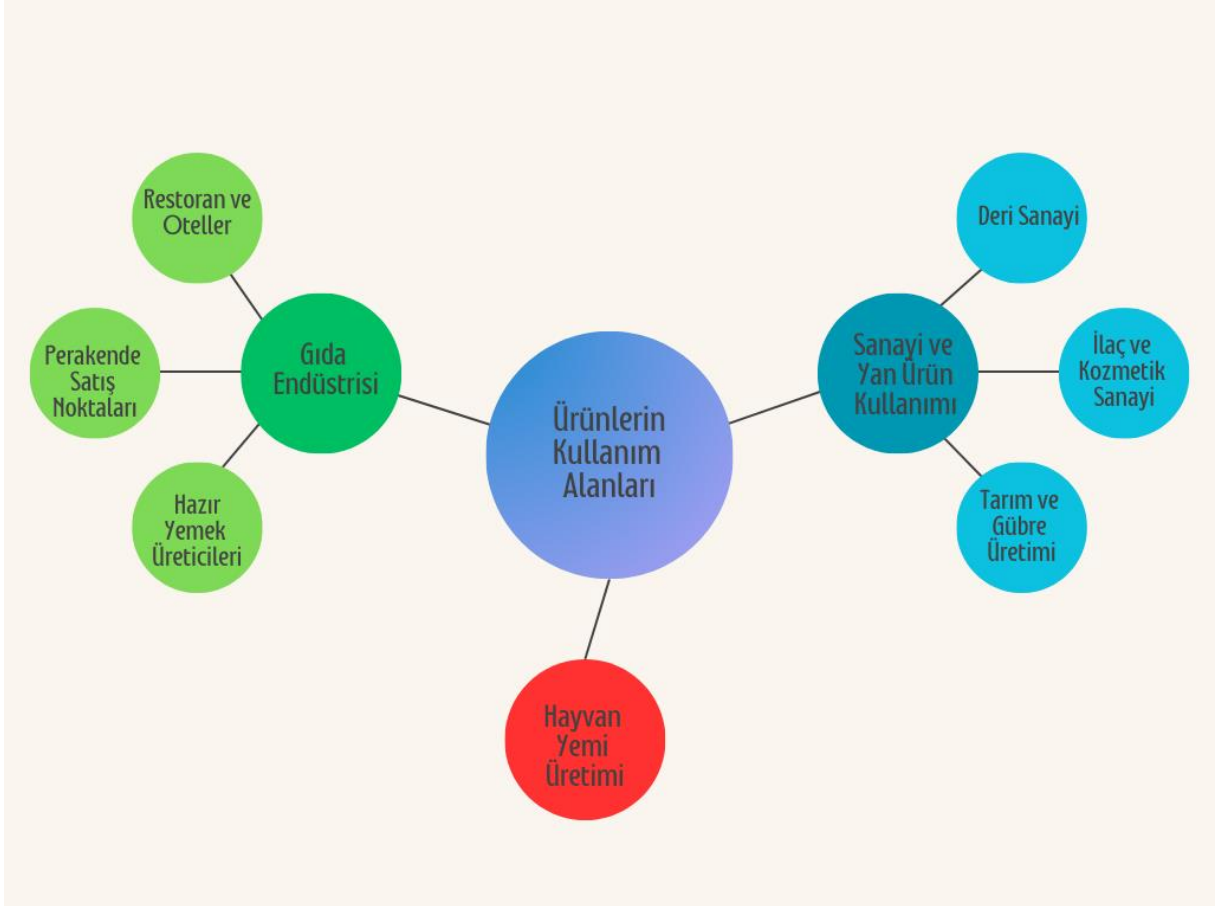 Restoran ve
Oteller
Perakende
Satış
Noktaları
Hazır
Yemek
Üreticileri
Gıda
Endüstrisi
Ürünlerin
Kullanım
Alanları
Hayvan
Yemi
Üretimi
Sanayi ve
Yan Ürün
Kullanımı
Deri Sanayi
İlaç ve
Kozmetik
Sanayi
Tarım ve
Gübre
Üretimi